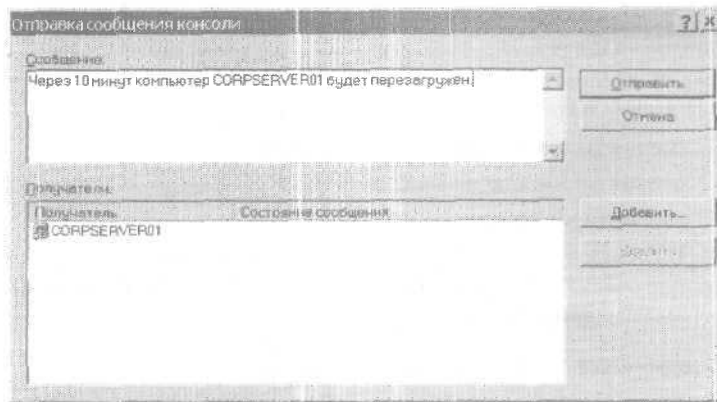 Отправка сообщения консоли
Сообщение:
Через 10 минут компьютер CORPSERVER01 будет перезагружен.
Отправить
Отмена
Получатели:
Получатель Состояние сообщения
Добавить...
CORPSERVER01
Удалить